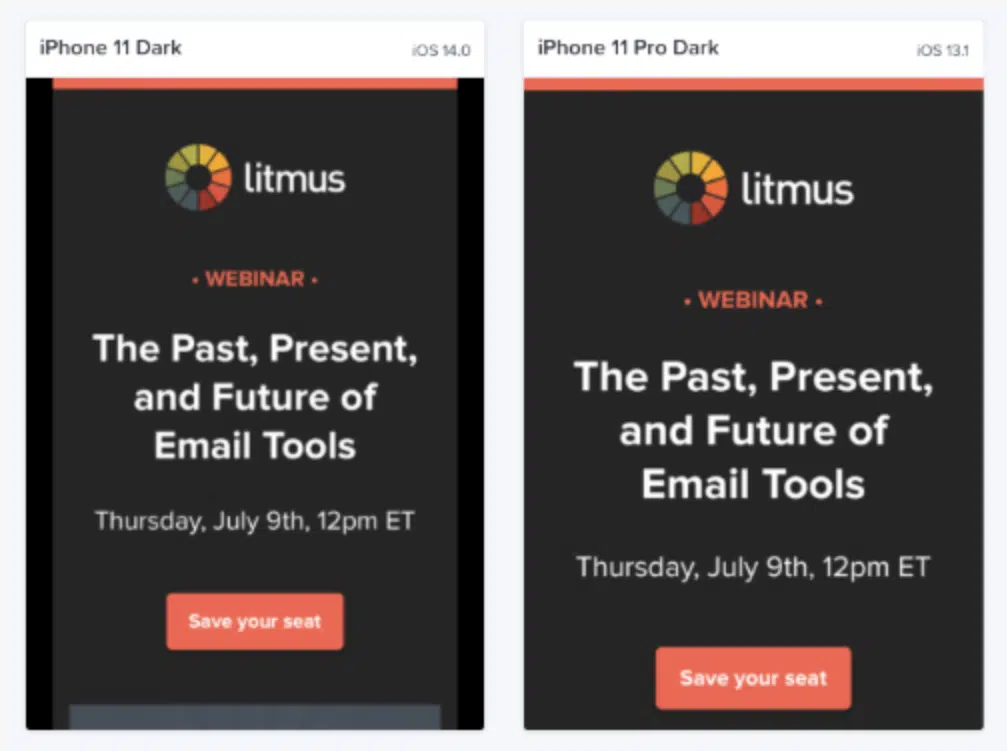 iPhone 11 Dark
iOS 14.0
litmus
• WEBINAR •
The Past, Present,
and Future of
Email Tools
Thursday, July 9th, 12pm ET
Save your seat
iPhone 11 Pro Dark
iOS 13.1
litmus
• WEBINAR •
The Past, Present,
and Future of
Email Tools
Thursday, July 9th, 12pm ET
Save your seat